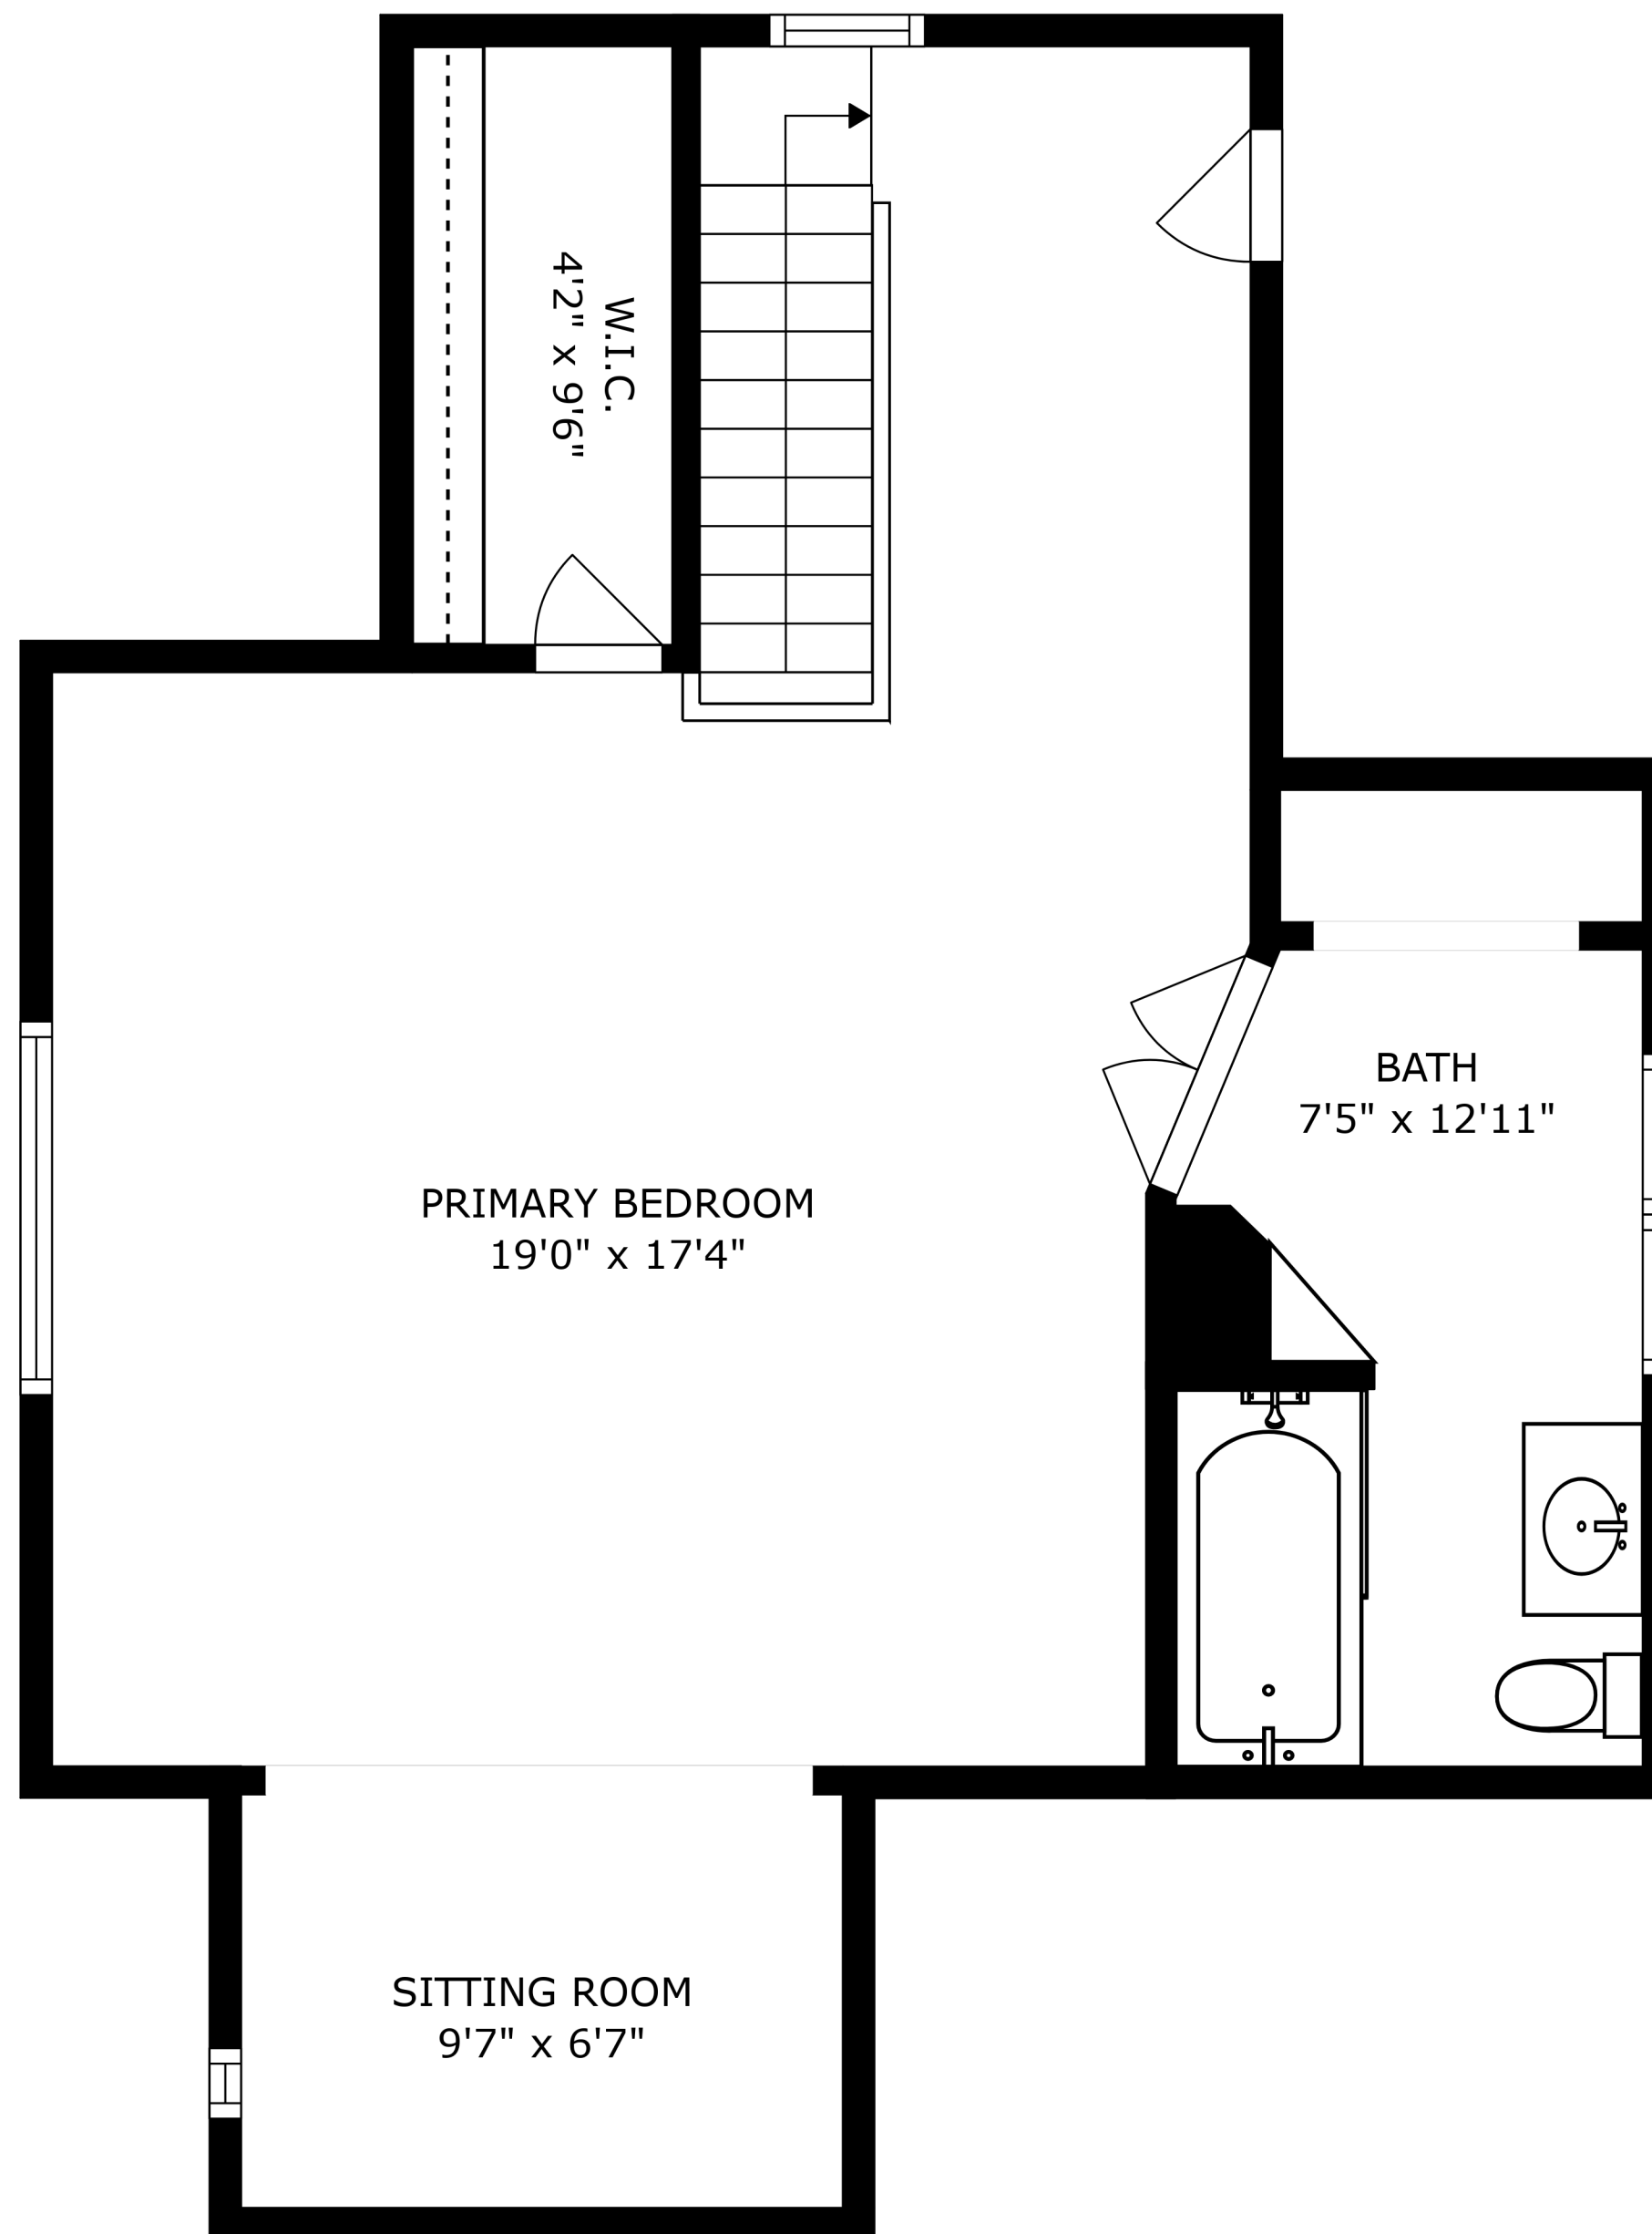 W.I.C.
4'2" x 9'6"
BATH
7'5" x 12'11"
PRIMARY BEDROOM
19'0" x 17'4"
SITTING ROOM
9'7" x 6'7"